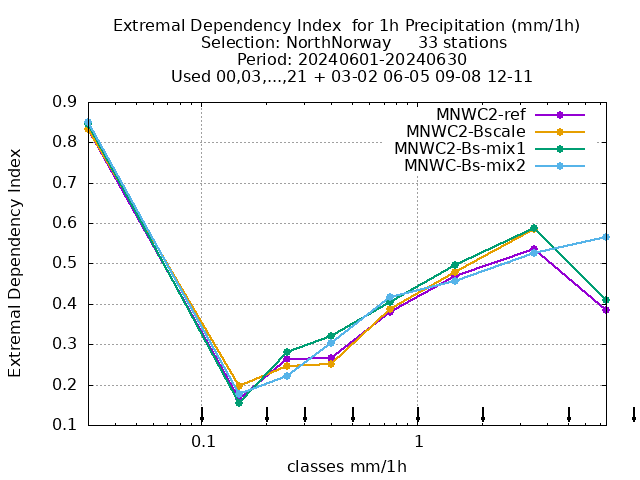 Extremal Dependency Index  for 1h Precipitation (mm/1h)
Selection: NorthNorway     33 stations
Period: 20240601-20240630
Used 00,03,...,21 + 03-02 06-05 09-08 12-11
MNWC2-ref
MNWC2-Bscale
MNWC2-Bs-mix1
MNWC-Bs-mix2
Extremal Dependency Index
0.9
0.8
0.7
0.6
0.5
0.4
0.3
0.2
0.1
0.1
1
classes mm/1h